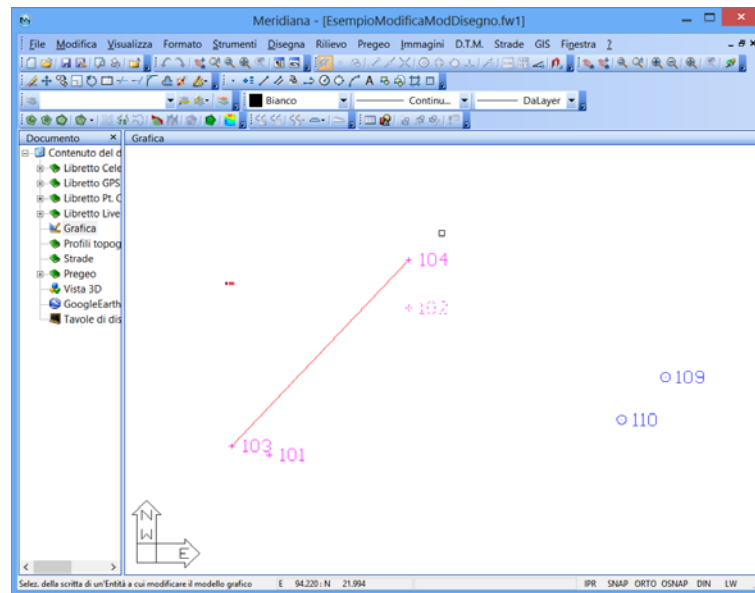 Meridiana - [EsempioModificaModDisegno.fw1]
File Modifica Visualizza Formato Strumenti Disegna Rilievo Pregeo Immagini D.T.M. Strade GIS Finestra ?
Bianco Continu... DaLayer
Documento × Grafica
Contenuto del d
Libretto Cele
Libretto GPS
Libretto Pt. C
Libretto Live
Grafica
Profili topog
Strade
Pregeo
Vista 3D
GoogleEarth
Tavole di dis
104
102
109
110
103
101
N
W
E
Selez. della scritta di un'Entità a cui modificare il modello grafico E 94.220 : N 21.994 IPR SNAP ORTO OSNAP DIN LW